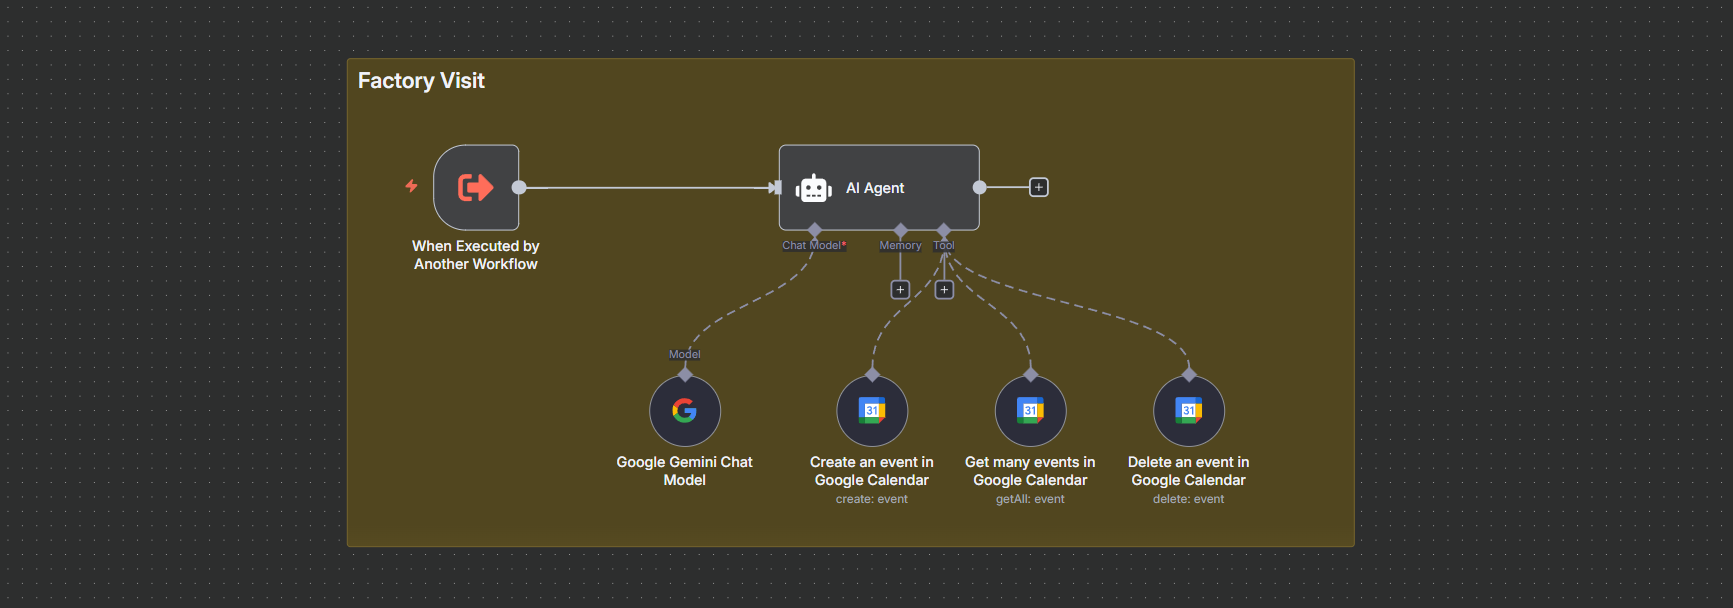 Factory Visit
AI Agent
Chat Model*
Memory
Tool
When Executed by
Another Workflow
Model
31
31
31
Google Gemini Chat
Model
Create an event in
Google Calendar
create: event
Get many events in
Google Calendar
getAll: event
Delete an event in
Google Calendar
delete: event